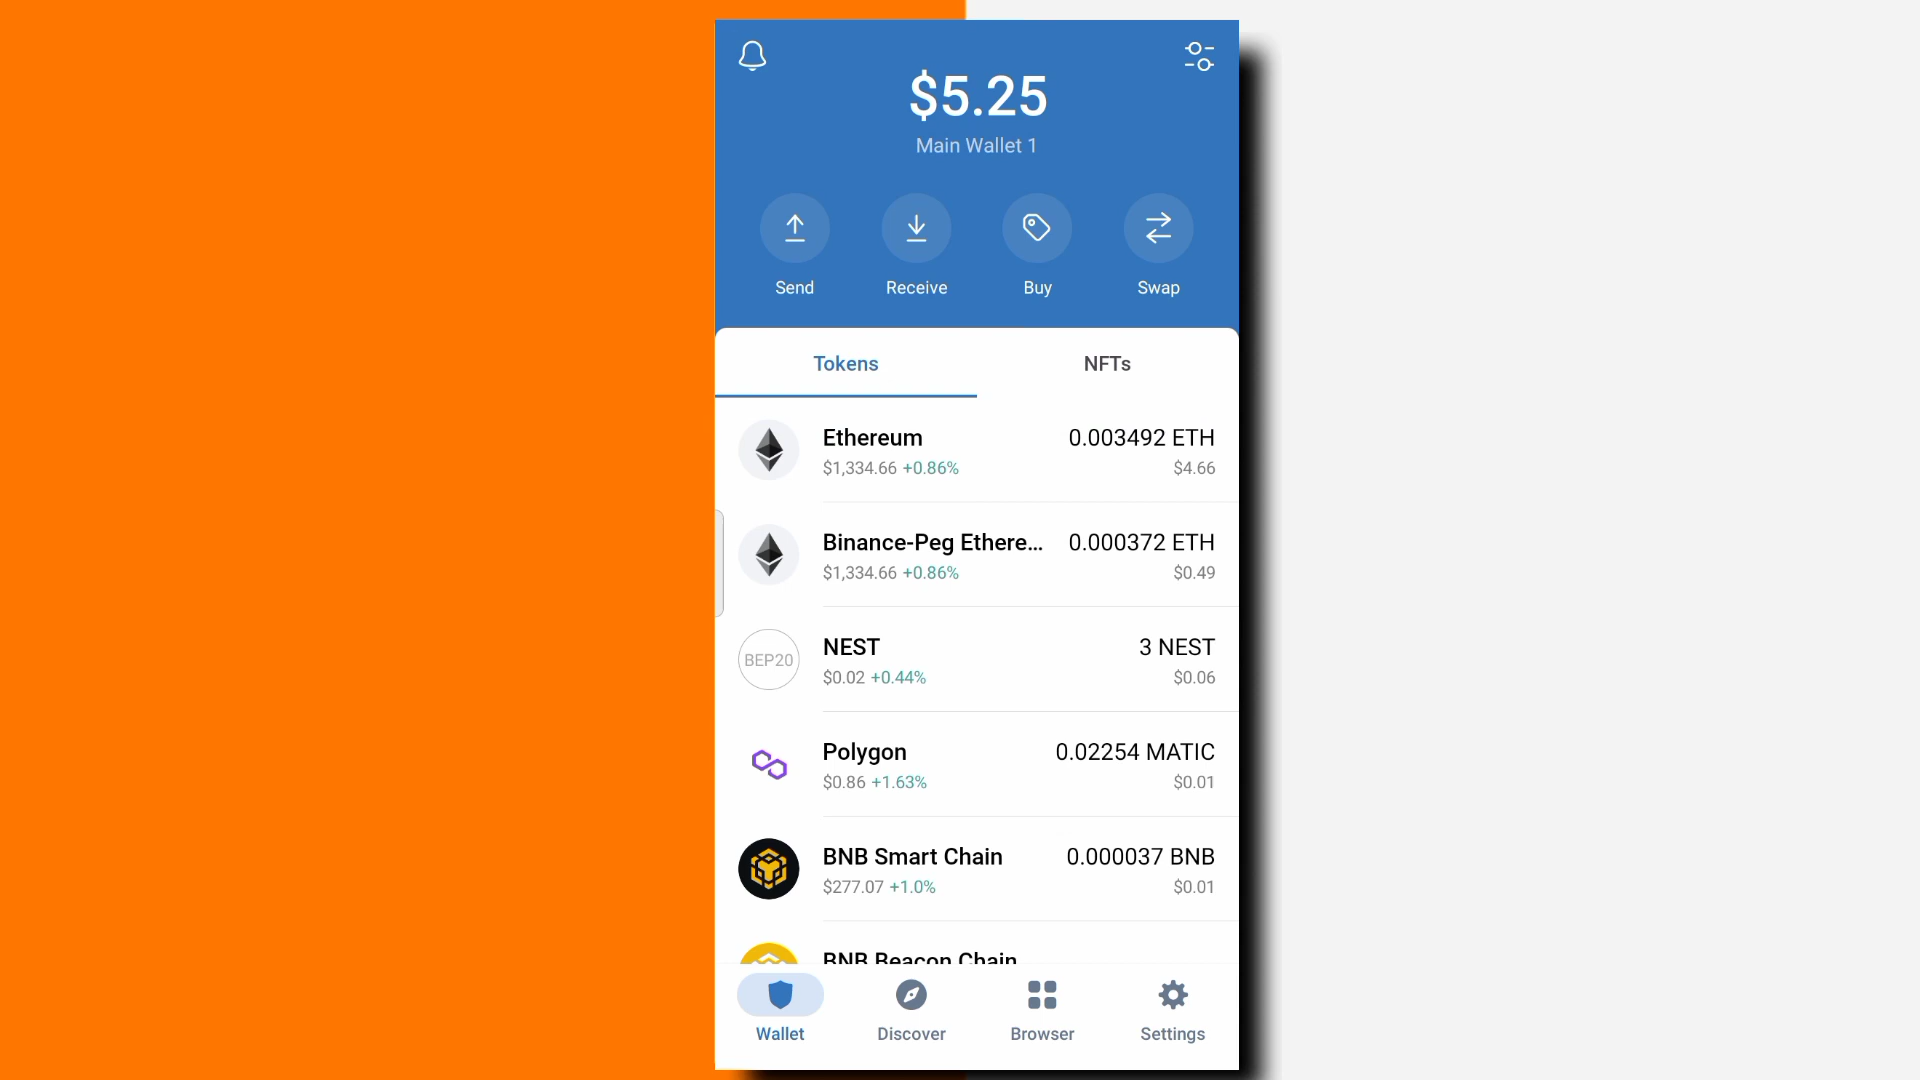 $5.25
Main Wallet 1
Send Receive Buy Swap
Tokens NFTs
Ethereum 0.003492 ETH
$1,334.66 +0.86% $4.66
Binance-Peg Ethere... 0.000372 ETH
$1,334.66 +0.86% $0.49
BEP20
NEST 3 NEST
$0.02 +0.44% $0.06
Polygon 0.02254 MATIC
$0.86 +1.63% $0.01
BNB Smart Chain 0.000037 BNB
$277.07 +1.0% $0.01
BNB Beacon Chain
Wallet Discover Browser Settings